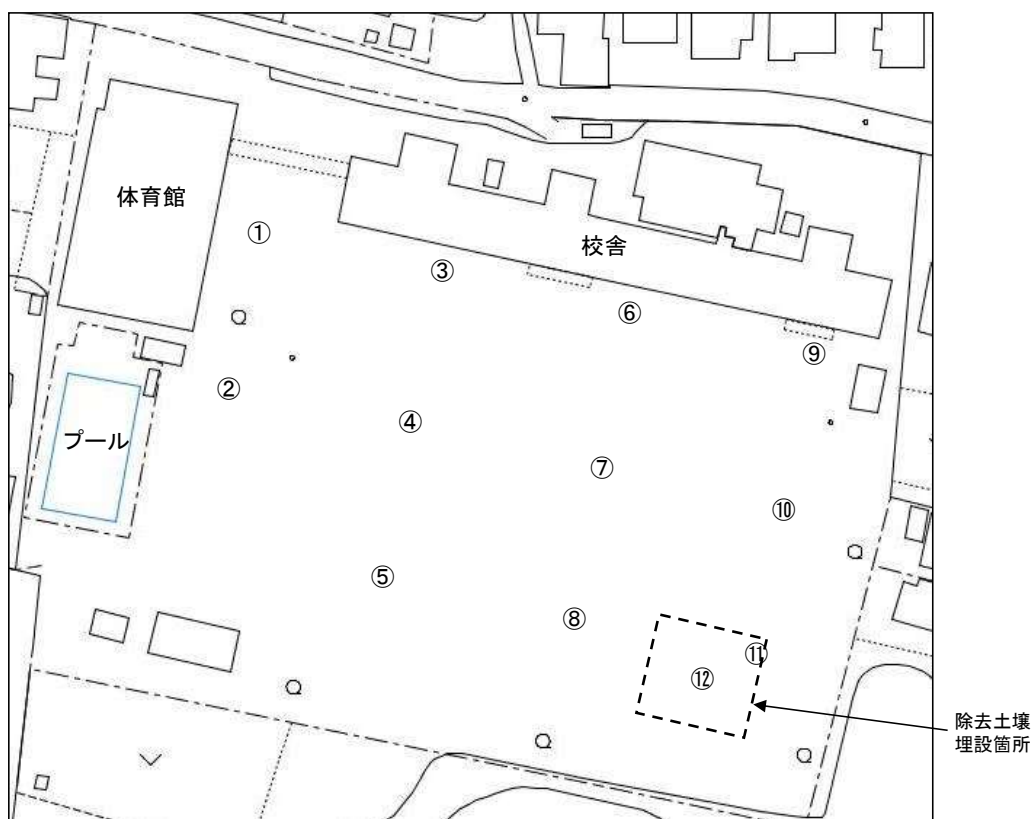 体育館
①
校舎
③
⑥
⑨
②
④
プール
⑦
⑩
⑤
⑧
⑪
⑫
除去土壌
埋設箇所